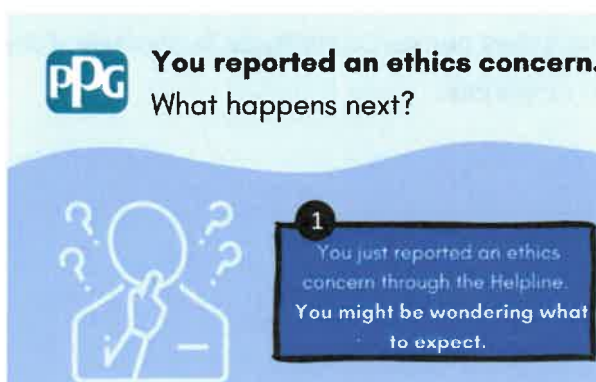 PPG
You reported an ethics concern.
What happens next?
? ?
? ?
1
You just reported an ethics
concern through the Helpline.
You might be wondering what
to expect.